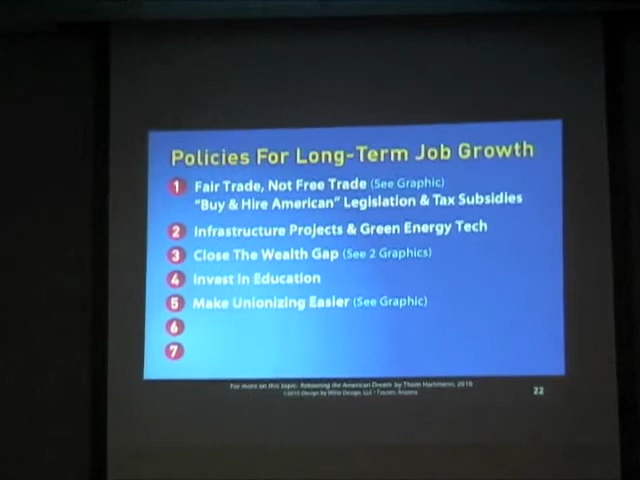 Policies For Long-Term Job Growth
1 Fair Trade, Not Free Trade (See Graphic)
"Buy & Hire American" Legislation & Tax Subsidies
2 Infrastructure Projects & Green Energy Tech
3 Close The Wealth Gap (See 2 Graphics)
4 Invest In Education
5 Make Unionizing Easier (See Graphic)
6
7
For more on this topic: Rebooting the American Dream by Thom Hartmann, 2010
©2010 Design by White Design, LLC • Tucson, Arizona
22